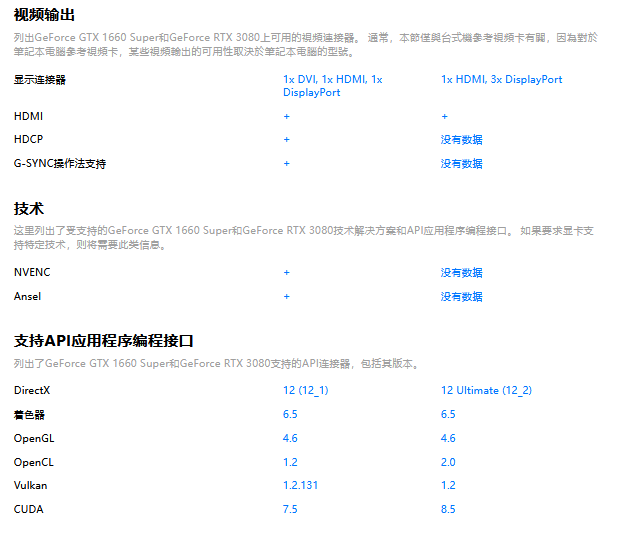 视频输出
列出GeForce GTX 1660 Super和GeForce RTX 3080上可用的視頻連接器。 通常，本節僅與台式機參考視頻卡有關，因為對於
筆記本電腦參考視頻卡，某些視頻輸出的可用性取決於筆記本電腦的型號。
显示连接器 1x DVI, 1x HDMI, 1x DisplayPort 1x HDMI, 3x DisplayPort
HDMI + +
HDCP + 没有数据
G-SYNC操作法支持 + 没有数据
技术
这里列出了受支持的GeForce GTX 1660 Super和GeForce RTX 3080技术解决方案和API应用程序编程接口。 如果要求显卡支
持特定技术，则将需要此类信息。
NVENC + 没有数据
Ansel + 没有数据
支持API应用程序编程接口
列出了GeForce GTX 1660 Super和GeForce RTX 3080支持的API连接器，包括其版本。
DirectX 12 (12_1) 12 Ultimate (12_2)
着色器 6.5 6.5
OpenGL 4.6 4.6
OpenCL 1.2 2.0
Vulkan 1.2.131 1.2
CUDA 7.5 8.5